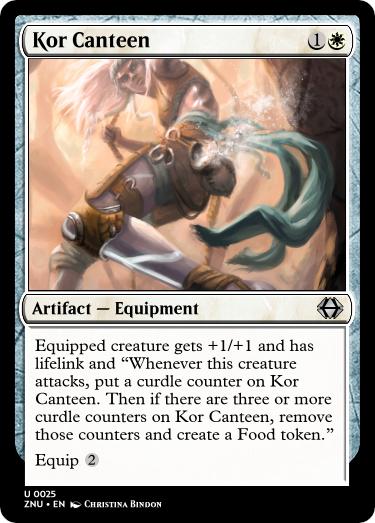 Kor Canteen 1
Artifact — Equipment
Equipped creature gets +1/+1 and has
lifelink and “Whenever this creature
attacks, put a curdle counter on Kor
Canteen. Then if there are three or more
curdle counters on Kor Canteen, remove
those counters and create a Food token.”
Equip 2
U 0025
ZNU • EN Christina Bindon